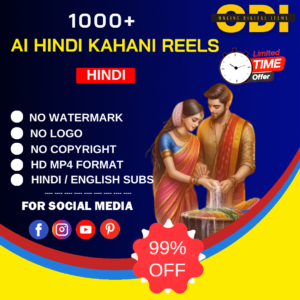 1000+
ODI
ONLINE DIGITAL ITEMS
AI HINDI KAHANI REELS
HINDI
Limited
TIME
Offer
NO WATERMARK
NO LOGO
NO COPYRIGHT
HD MP4 FORMAT
HINDI / ENGLISH SUBS
FOR SOCIAL MEDIA
99%
OFF